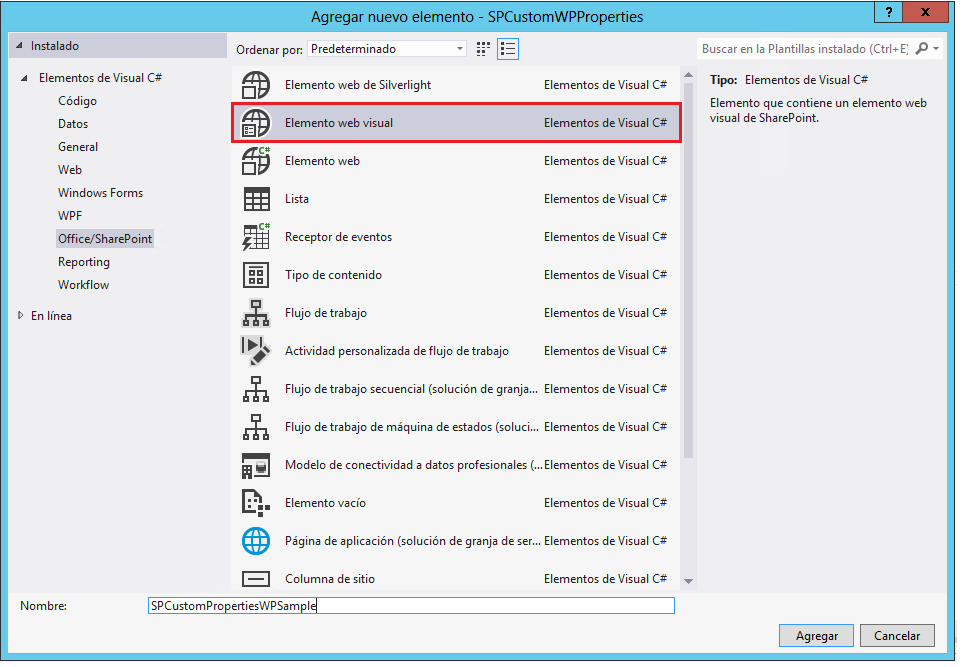 Agregar nuevo elemento - SPCustomWPProperties
?
x
Instalado
Ordenar por: Predeterminado
Buscar en la Plantillas instalado (Ctrl+E)
Elementos de Visual C#
Código
Datos
General
Web
Windows Forms
WPF
Office/SharePoint
Reporting
Workflow
En línea
Elemento web de Silverlight Elementos de Visual C#
Elemento web visual Elementos de Visual C#
C#
Elemento web Elementos de Visual C#
Lista Elementos de Visual C#
C#
Receptor de eventos Elementos de Visual C#
Tipo de contenido Elementos de Visual C#
Flujo de trabajo Elementos de Visual C#
Actividad personalizada de flujo de trabajo Elementos de Visual C#
Flujo de trabajo secuencial (solución de granja... Elementos de Visual C#
Flujo de trabajo de máquina de estados (soluci... Elementos de Visual C#
Modelo de conectividad a datos profesionales (... Elementos de Visual C#
Elemento vacío Elementos de Visual C#
Página de aplicación (solución de granja de ser... Elementos de Visual C#
Columna de sitio Elementos de Visual C#
Tipo: Elementos de Visual C#
Elemento que contiene un elemento web
visual de SharePoint.
Nombre: SPCustomPropertiesWPSample
Agregar Cancelar